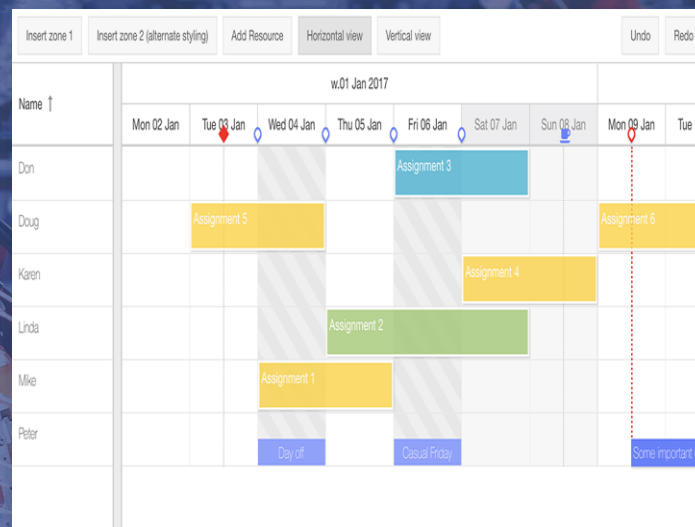 Insert zone 1 Insert zone 2 (alternate styling) Add Resource Horizontal view Vertical view Undo Redo
w.01 Jan 2017
Name ↑
Mon 02 Jan Tue 03 Jan Wed 04 Jan Thu 05 Jan Fri 06 Jan Sat 07 Jan Sun 08 Jan Mon 09 Jan Tue
Don Assignment 3
Doug Assignment 5 Assignment 6
Karen Assignment 4
Linda Assignment 2
Mike Assignment 1
Peter
Day off Casual Friday Some important